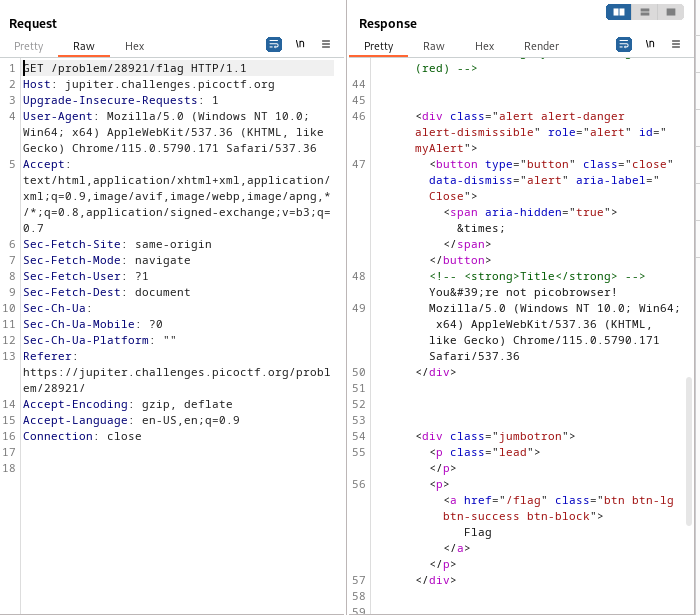 Request
Pretty Raw Hex \n
1 GET /problem/28921/flag HTTP/1.1
2 Host: jupiter.challenges.picoctf.org
3 Upgrade-Insecure-Requests: 1
4 User-Agent: Mozilla/5.0 (Windows NT 10.0;
Win64; x64) AppleWebKit/537.36 (KHTML, like
Gecko) Chrome/115.0.5790.171 Safari/537.36
5 Accept:
text/html,application/xhtml+xml,application/
xml;q=0.9,image/avif,image/webp,image/apng,*
/*;q=0.8,application/signed-exchange;v=b3;q=
0.7
6 Sec-Fetch-Site: same-origin
7 Sec-Fetch-Mode: navigate
8 Sec-Fetch-User: ?1
9 Sec-Fetch-Dest: document
10 Sec-Ch-Ua:
11 Sec-Ch-Ua-Mobile: ?0
12 Sec-Ch-Ua-Platform: ""
13 Referer:
https://jupiter.challenges.picoctf.org/probl
em/28921/
14 Accept-Encoding: gzip, deflate
15 Accept-Language: en-US,en;q=0.9
16 Connection: close
17
18
Response
Pretty Raw Hex Render \n
(red) -->
44
45
46 <div class="alert alert-danger
alert-dismissible" role="alert" id="
myAlert">
47 <button type="button" class="close"
data-dismiss="alert" aria-label="
Close">
<span aria-hidden="true">
&times;
</span>
</button>
48 <!-- <strong>Title</strong> -->
You&#39;re not picobrowser!
49 Mozilla/5.0 (Windows NT 10.0; Win64;
x64) AppleWebKit/537.36 (KHTML,
like Gecko) Chrome/115.0.5790.171
Safari/537.36
50 </div>
51
52
53
54 <div class="jumbotron">
55 <p class="lead">
</p>
56 <p>
<a href="/flag" class="btn btn-lg
btn-success btn-block">
Flag
</a>
</p>
57 </div>
58
59